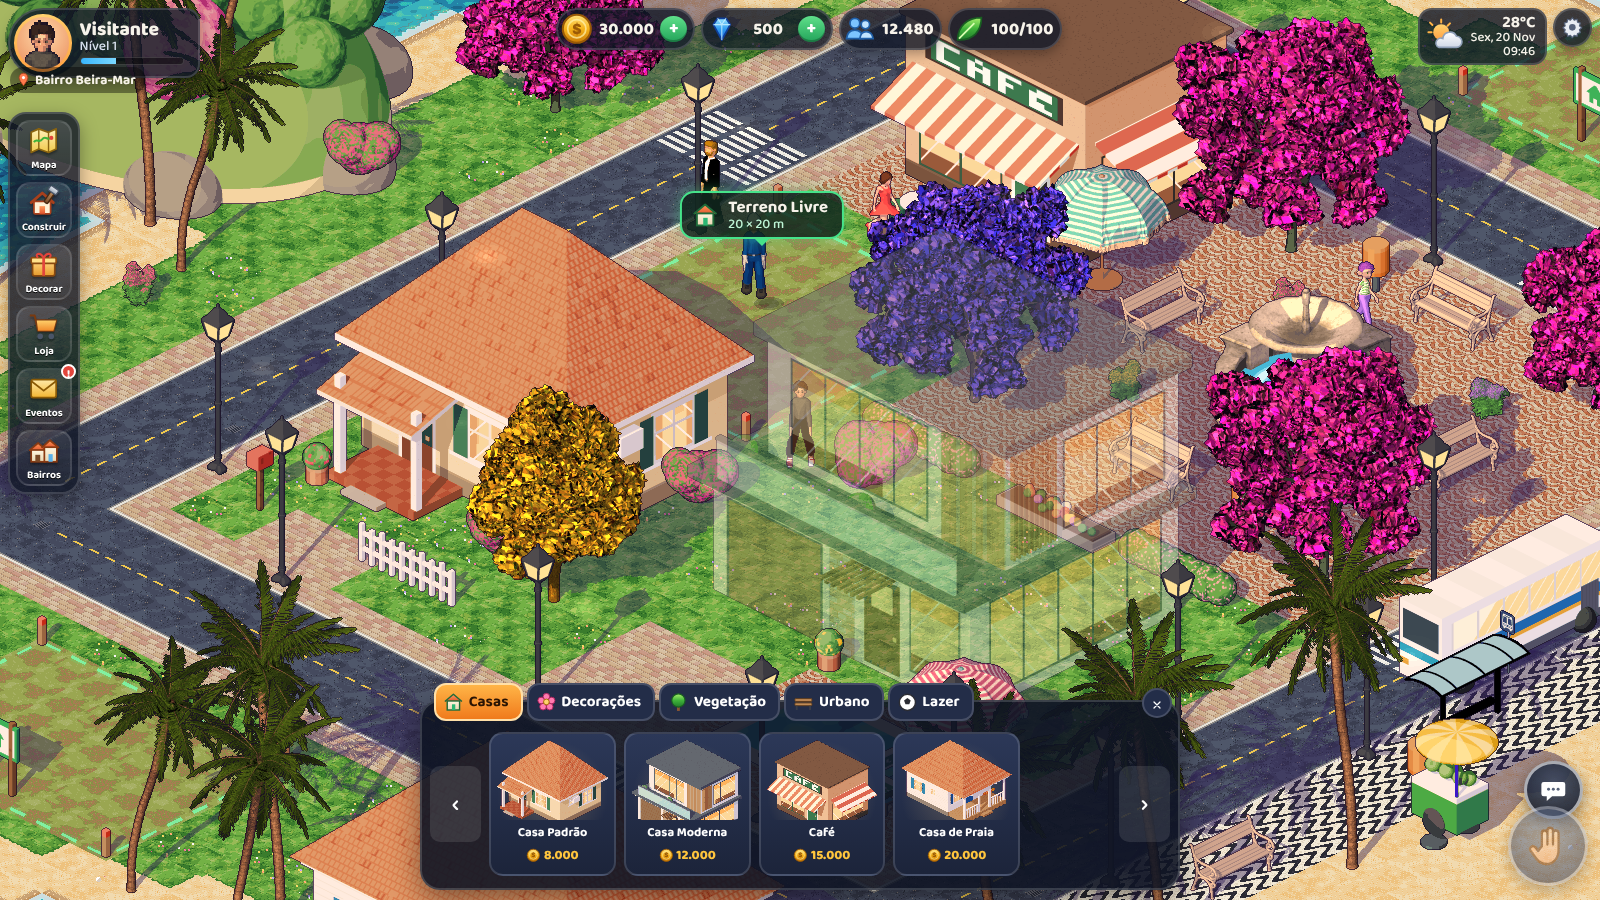 Visitante
Nível 1
Bairro Beira-Mar
30.000
500
12.480
100/100
28°C
Sex, 20 Nov
09:46
Mapa
Construir
Decorar
Loja
Eventos
Bairros
CAFÉ
Terreno Livre
20 × 20 m
Casas
Decorações
Vegetação
Urbano
Lazer
Casa Padrão
8.000
Casa Moderna
12.000
CAFÉ
Café
15.000
Casa de Praia
20.000